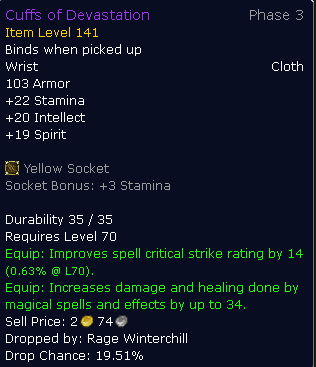 Cuffs of Devastation Phase 3
Item Level 141
Binds when picked up
Wrist Cloth
103 Armor
+22 Stamina
+20 Intellect
+19 Spirit
Yellow Socket
Socket Bonus: +3 Stamina
Durability 35 / 35
Requires Level 70
Equip: Improves spell critical strike rating by 14
(0.63% @ L70).
Equip: Increases damage and healing done by
magical spells and effects by up to 34.
Sell Price: 2 74
Dropped by: Rage Winterchill
Drop Chance: 19.51%